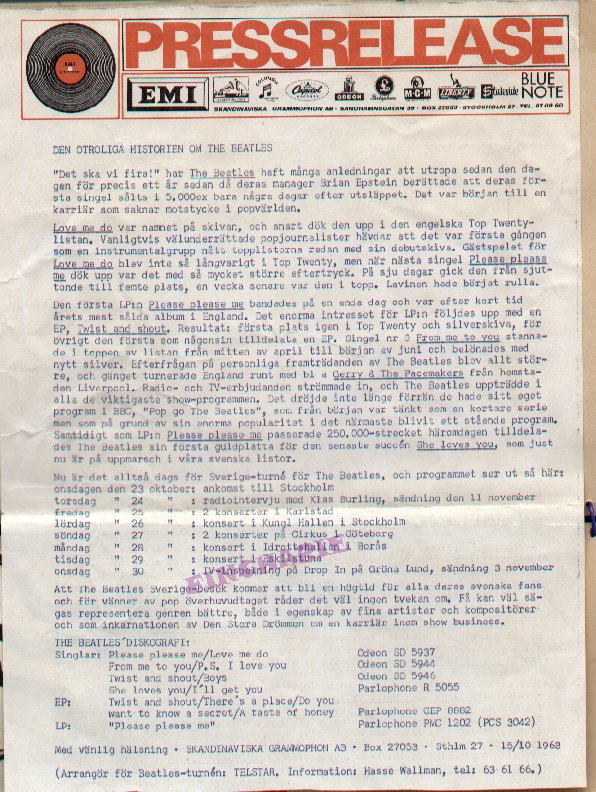 EMI
PRESSRELEASE
EMI COLUMBIA Capitol ODEON Parlophone M-G-M LIBERTY Stateside BLUE NOTE
SKANDINAVISKA GRAMMOPHON AB · SANDHAMNSGATAN 39 · BOX 27053 · STOCKHOLM 27 · TEL. 67 09 60
DEN OTROLIGA HISTORIEN OM THE BEATLES
"Det ska vi fira!" har The Beatles haft många anledningar att utropa sedan den da-
gen för precis ett år sedan då deras manager Brian Epstein berättade att deras för-
sta singel sålts i 5,000ex bara några dagar efter utsläppet. Det var början till en
karriär som saknar motstycke i popvärlden.
Love me do var namnet på skivan, och snart dök den upp i den engelska Top Twenty-
listan. Vanligtvis välunderrättade popjournalister hävdar att det var första gången
som en instrumentalgrupp nått topplistorna redan med sin debutskiva. Gästspelet för
Love me do blev inte så långvarigt i Top Twenty, men när nästa singel Please please
me dök upp var det med så mycket större eftertryck. På sju dagar gick den från sjut-
tonde till femte plats, en vecka senare var den i topp. Lavinen hade börjat rulla.
Den första LP:n Please please me bandades på en enda dag och var efter kort tid
årets mest sålda album i England. Det enorma intresset för LP:n följdes upp med en
EP, Twist and shout. Resultat: första plats igen i Top Twenty och silverskiva, för
övrigt den första som någonsin tilldelats en EP. Singel nr 3 From me to you stanna-
de i toppen av listan från mitten av april till början av juni och belönades med
nytt silver. Efterfrågan på personliga framträdanden av The Beatles blev allt stör-
re, och gänget turnerade England runt med bl a Gerry & The Pacemakers från hemsta-
den Liverpool. Radio- och TV-erbjudanden strömmade in, och The Beatles uppträdde i
alla de viktigaste show-programmen. Det dröjde inte länge förrän de hade sitt eget
program i BBC, "Pop go The Beatles", som från början var tänkt som en kortare serie
men som på grund av sin enorma popularitet i det närmaste blivit ett stående program.
Samtidigt som LP:n Please please me passerade 250.000-strecket häromdagen tilldela-
des The Beatles sin första guldplatta för den senaste succén She loves you, som just
nu är på uppmarsch i våra svenska listor.
Nu är det alltså dags för Sverige-turné för The Beatles, och programmet ser ut så här:
onsdagen den 23 oktober: ankomst till Stockholm
torsdag " 24 " : radiointervju med Klas Burling, sändning den 11 november
fredag " 25 " : 2 konserter i Karlstad
lördag " 26 " : konsert i Kungl Hallen i Stockholm
söndag " 27 " : 2 konserter på Cirkus i Göteborg
måndag " 28 " : konsert i Idrottshallen i Borås
tisdag " 29 " : konsert i Eskilstuna
onsdag " 30 " : TV-inspelning på Drop In på Gröna Lund, sändning 3 november
Att The Beatles Sverige-besök kommer att bli en högtid för alla deras svenska fans
och för vänner av pop överhuvudtaget råder det väl ingen tvekan om. Få kan väl sä-
gas representera genren bättre, både i egenskap av fina artister och kompositörer
och som inkarnationen av Den Stora Drömmen om en karriär inom show business.
THE BEATLES'DISKOGRAFI:
Singlar: Please please me/Love me do Odeon SD 5937
From me to you/P.S. I love you Odeon SD 5944
Twist and shout/Boys Odeon SD 5946
She loves you/I'll get you Parlophone R 5055
EP: Twist and shout/There's a place/Do you
want to know a secret/A taste of honey Parlophone GEP 8882
LP: "Please please me" Parlophone PMC 1202 (PCS 3042)
Med vänlig hälsning · SKANDINAVISKA GRAMMOPHON AB · Box 27053 · Sthlm 27 · 15/10 1963
(Arrangör för Beatles-turnén: TELSTAR. Information: Hasse Wallman, tel: 63 61 66.)